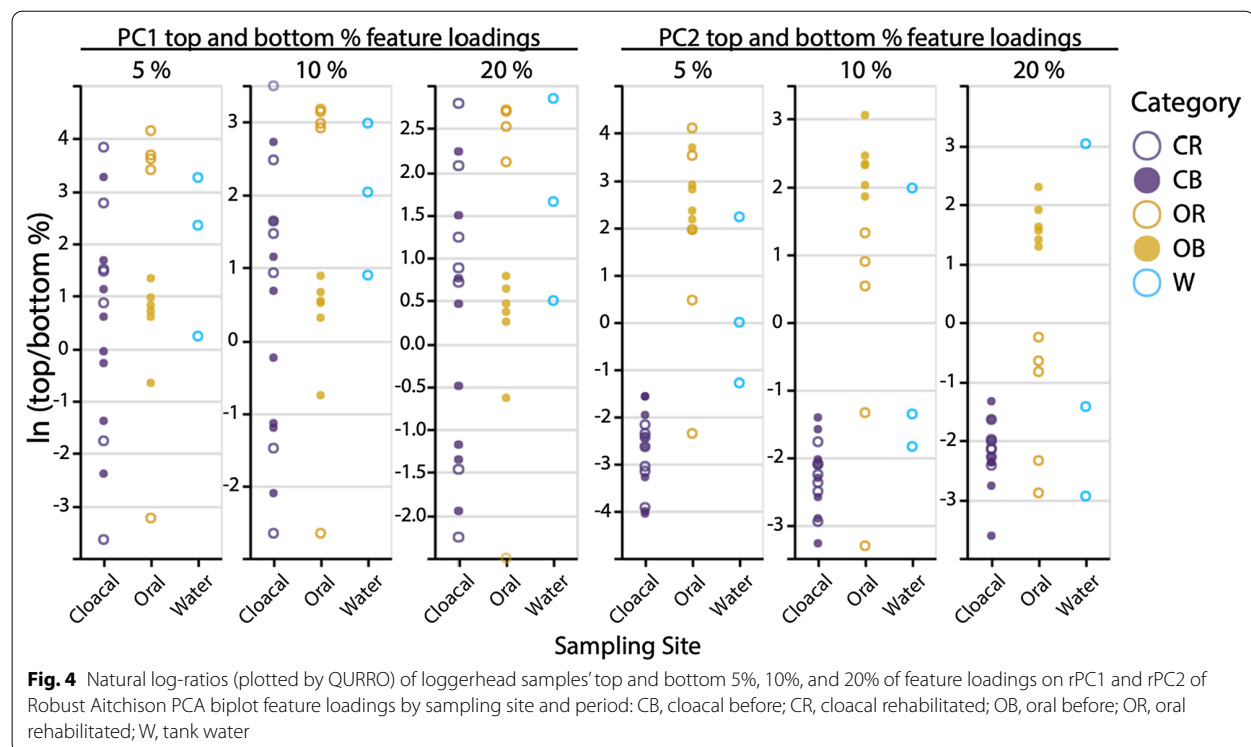 PC1 top and bottom % feature loadings
PC2 top and bottom % feature loadings
5 %
10 %
20 %
5 %
10 %
20 %
ln (top/bottom %)
4
3
2
1
0
-1
-2
-3
3
2
1
0
-1
-2
2.5
2.0
1.5
1.0
0.5
0.0
-0.5
-1.0
-1.5
-2.0
4
3
2
1
0
-1
-2
-3
-4
3
2
1
0
-1
-2
-3
3
2
1
0
-1
-2
-3
Cloacal Oral Water
Cloacal Oral Water
Cloacal Oral Water
Cloacal Oral Water
Cloacal Oral Water
Cloacal Oral Water
Sampling Site
Category
CR
CB
OR
OB
W
Fig. 4 Natural log-ratios (plotted by QURRO) of loggerhead samples' top and bottom 5%, 10%, and 20% of feature loadings on rPC1 and rPC2 of
Robust Aitchison PCA biplot feature loadings by sampling site and period: CB, cloacal before; CR, cloacal rehabilitated; OB, oral before; OR, oral
rehabilitated; W, tank water